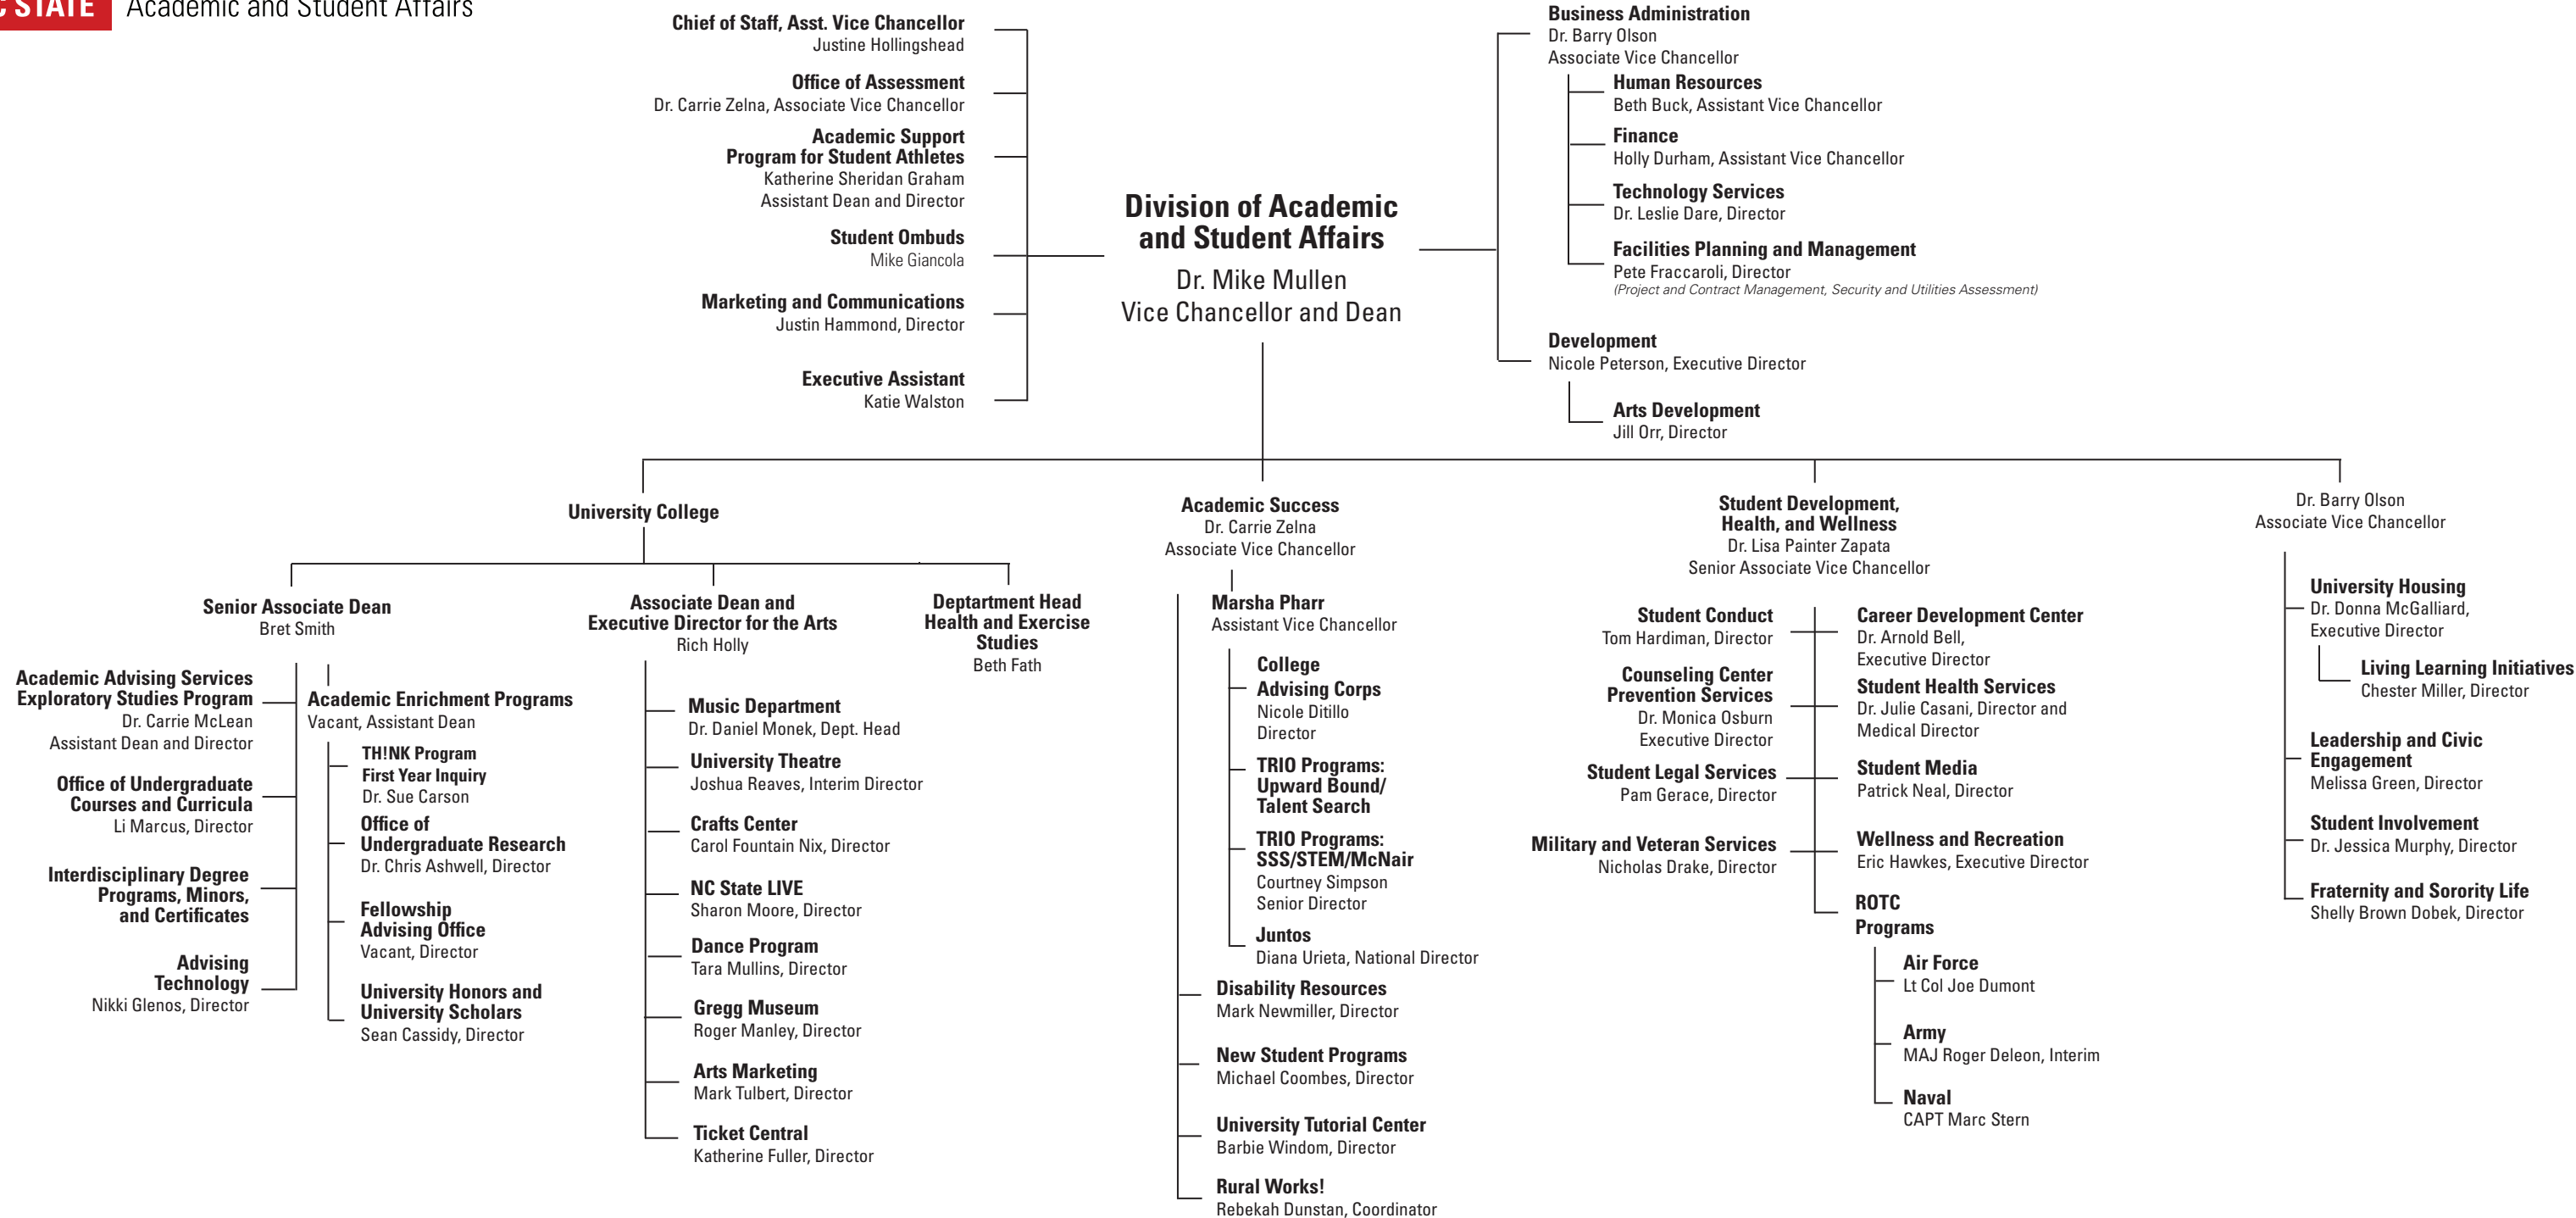 C STATE
Academic and Student Affairs
Chief of Staff, Asst. Vice Chancellor
Justine Hollingshead
Office of Assessment
Dr. Carrie Zelna, Associate Vice Chancellor
Academic Support
Program for Student Athletes
Katherine Sheridan Graham
Assistant Dean and Director
Student Ombuds
Mike Giancola
Marketing and Communications
Justin Hammond, Director
Executive Assistant
Katie Walston
Division of Academic
and Student Affairs
Dr. Mike Mullen
Vice Chancellor and Dean
Business Administration
Dr. Barry Olson
Associate Vice Chancellor
Human Resources
Beth Buck, Assistant Vice Chancellor
Finance
Holly Durham, Assistant Vice Chancellor
Technology Services
Dr. Leslie Dare, Director
Facilities Planning and Management
Pete Fraccaroli, Director
(Project and Contract Management, Security and Utilities Assessment)
Development
Nicole Peterson, Executive Director
Arts Development
Jill Orr, Director
University College
Senior Associate Dean
Bret Smith
Academic Advising Services
Exploratory Studies Program
Dr. Carrie McLean
Assistant Dean and Director
Office of Undergraduate
Courses and Curricula
Li Marcus, Director
Interdisciplinary Degree
Programs, Minors,
and Certificates
Advising
Technology
Nikki Glenos, Director
Academic Enrichment Programs
Vacant, Assistant Dean
TH!NK Program
First Year Inquiry
Dr. Sue Carson
Office of
Undergraduate Research
Dr. Chris Ashwell, Director
Fellowship
Advising Office
Vacant, Director
University Honors and
University Scholars
Sean Cassidy, Director
Associate Dean and
Executive Director for the Arts
Rich Holly
Music Department
Dr. Daniel Monek, Dept. Head
University Theatre
Joshua Reaves, Interim Director
Crafts Center
Carol Fountain Nix, Director
NC State LIVE
Sharon Moore, Director
Dance Program
Tara Mullins, Director
Gregg Museum
Roger Manley, Director
Arts Marketing
Mark Tulbert, Director
Ticket Central
Katherine Fuller, Director
Deptartment Head
Health and Exercise
Studies
Beth Fath
Academic Success
Dr. Carrie Zelna
Associate Vice Chancellor
Marsha Pharr
Assistant Vice Chancellor
College
Advising Corps
Nicole Ditillo
Director
TRIO Programs:
Upward Bound/
Talent Search
TRIO Programs:
SSS/STEM/McNair
Courtney Simpson
Senior Director
Juntos
Diana Urieta, National Director
Disability Resources
Mark Newmiller, Director
New Student Programs
Michael Coombes, Director
University Tutorial Center
Barbie Windom, Director
Rural Works!
Rebekah Dunstan, Coordinator
Student Development,
Health, and Wellness
Dr. Lisa Painter Zapata
Senior Associate Vice Chancellor
Student Conduct
Tom Hardiman, Director
Counseling Center
Prevention Services
Dr. Monica Osburn
Executive Director
Student Legal Services
Pam Gerace, Director
Military and Veteran Services
Nicholas Drake, Director
Career Development Center
Dr. Arnold Bell,
Executive Director
Student Health Services
Dr. Julie Casani, Director and
Medical Director
Student Media
Patrick Neal, Director
Wellness and Recreation
Eric Hawkes, Executive Director
ROTC
Programs
Air Force
Lt Col Joe Dumont
Army
MAJ Roger Deleon, Interim
Naval
CAPT Marc Stern
Dr. Barry Olson
Associate Vice Chancellor
University Housing
Dr. Donna McGalliard,
Executive Director
Living Learning Initiatives
Chester Miller, Director
Leadership and Civic
Engagement
Melissa Green, Director
Student Involvement
Dr. Jessica Murphy, Director
Fraternity and Sorority Life
Shelly Brown Dobek, Director